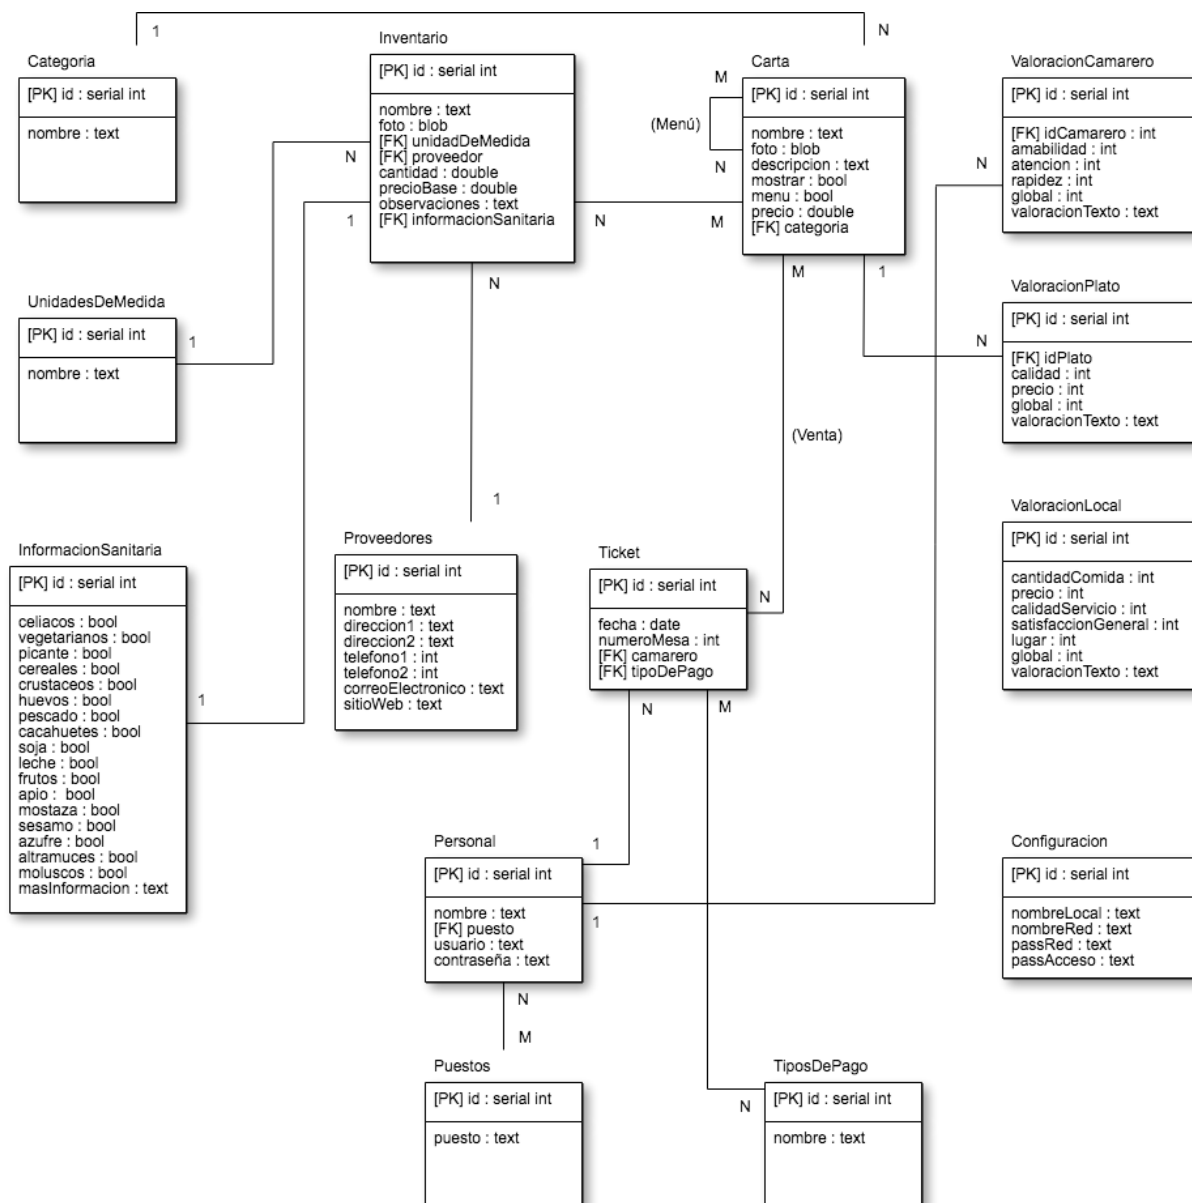 1
N
Categoria
[PK] id : serial int
nombre : text
Inventario
[PK] id : serial int
nombre : text
foto : blob
[FK] unidadDeMedida
[FK] proveedor
cantidad : double
precioBase : double
observaciones : text
[FK] informacionSanitaria
N
1
N
N
M
Carta
[PK] id : serial int
nombre : text
foto : blob
descripcion : text
mostrar : bool
menu : bool
precio : double
[FK] categoria
M
(Menú)
N
M
1
ValoracionCamarero
[PK] id : serial int
[FK] idCamarero : int
amabilidad : int
atencion : int
rapidez : int
global : int
valoracionTexto : text
N
UnidadesDeMedida
[PK] id : serial int
nombre : text
1
ValoracionPlato
[PK] id : serial int
[FK] idPlato
calidad : int
precio : int
global : int
valoracionTexto : text
N
(Venta)
1
InformacionSanitaria
[PK] id : serial int
celiacos : bool
vegetarianos : bool
picante : bool
cereales : bool
crustaceos : bool
huevos : bool
pescado : bool
cacahuetes : bool
soja : bool
leche : bool
frutos : bool
apio : bool
mostaza : bool
sesamo : bool
azufre : bool
altramuces : bool
moluscos : bool
masInformacion : text
1
Proveedores
[PK] id : serial int
nombre : text
direccion1 : text
direccion2 : text
telefono1 : int
telefono2 : int
correoElectronico : text
sitioWeb : text
Ticket
[PK] id : serial int
fecha : date
numeroMesa : int
[FK] camarero
[FK] tipoDePago
N
N
M
ValoracionLocal
[PK] id : serial int
cantidadComida : int
precio : int
calidadServicio : int
satisfaccionGeneral : int
lugar : int
global : int
valoracionTexto : text
Personal
[PK] id : serial int
nombre : text
[FK] puesto
usuario : text
contraseña : text
1
1
N
M
Configuracion
[PK] id : serial int
nombreLocal : text
nombreRed : text
passRed : text
passAcceso : text
Puestos
[PK] id : serial int
puesto : text
TiposDePago
[PK] id : serial int
nombre : text
N